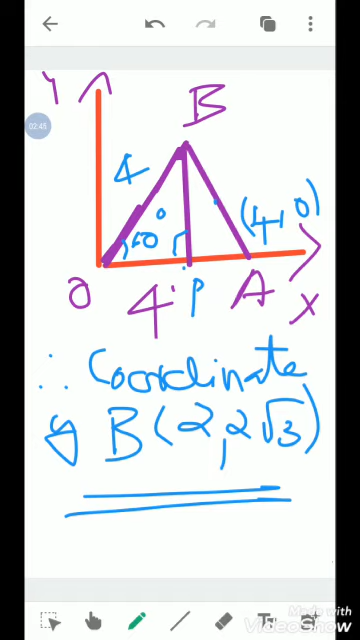 02:45
Y
B
4
60°
(4,0)
O
4
P
A
X
∴ Coordinate
of B (2, 2√3)
Made with
VideoShow